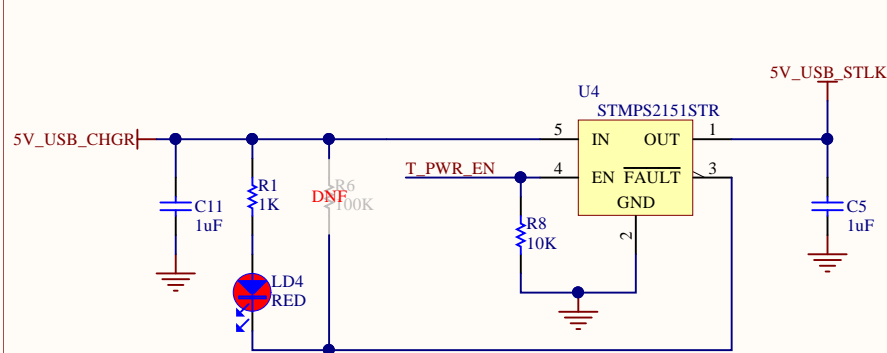 5V_USB_STLK
U4
STMPS2151STR
5V_USB_CHGR
5
IN
OUT
1
T_PWR_EN
4
EN
FAULT
3
GND
2
R1
1K
R6
DNF
100K
C11
1uF
R8
10K
C5
1uF
LD4
RED